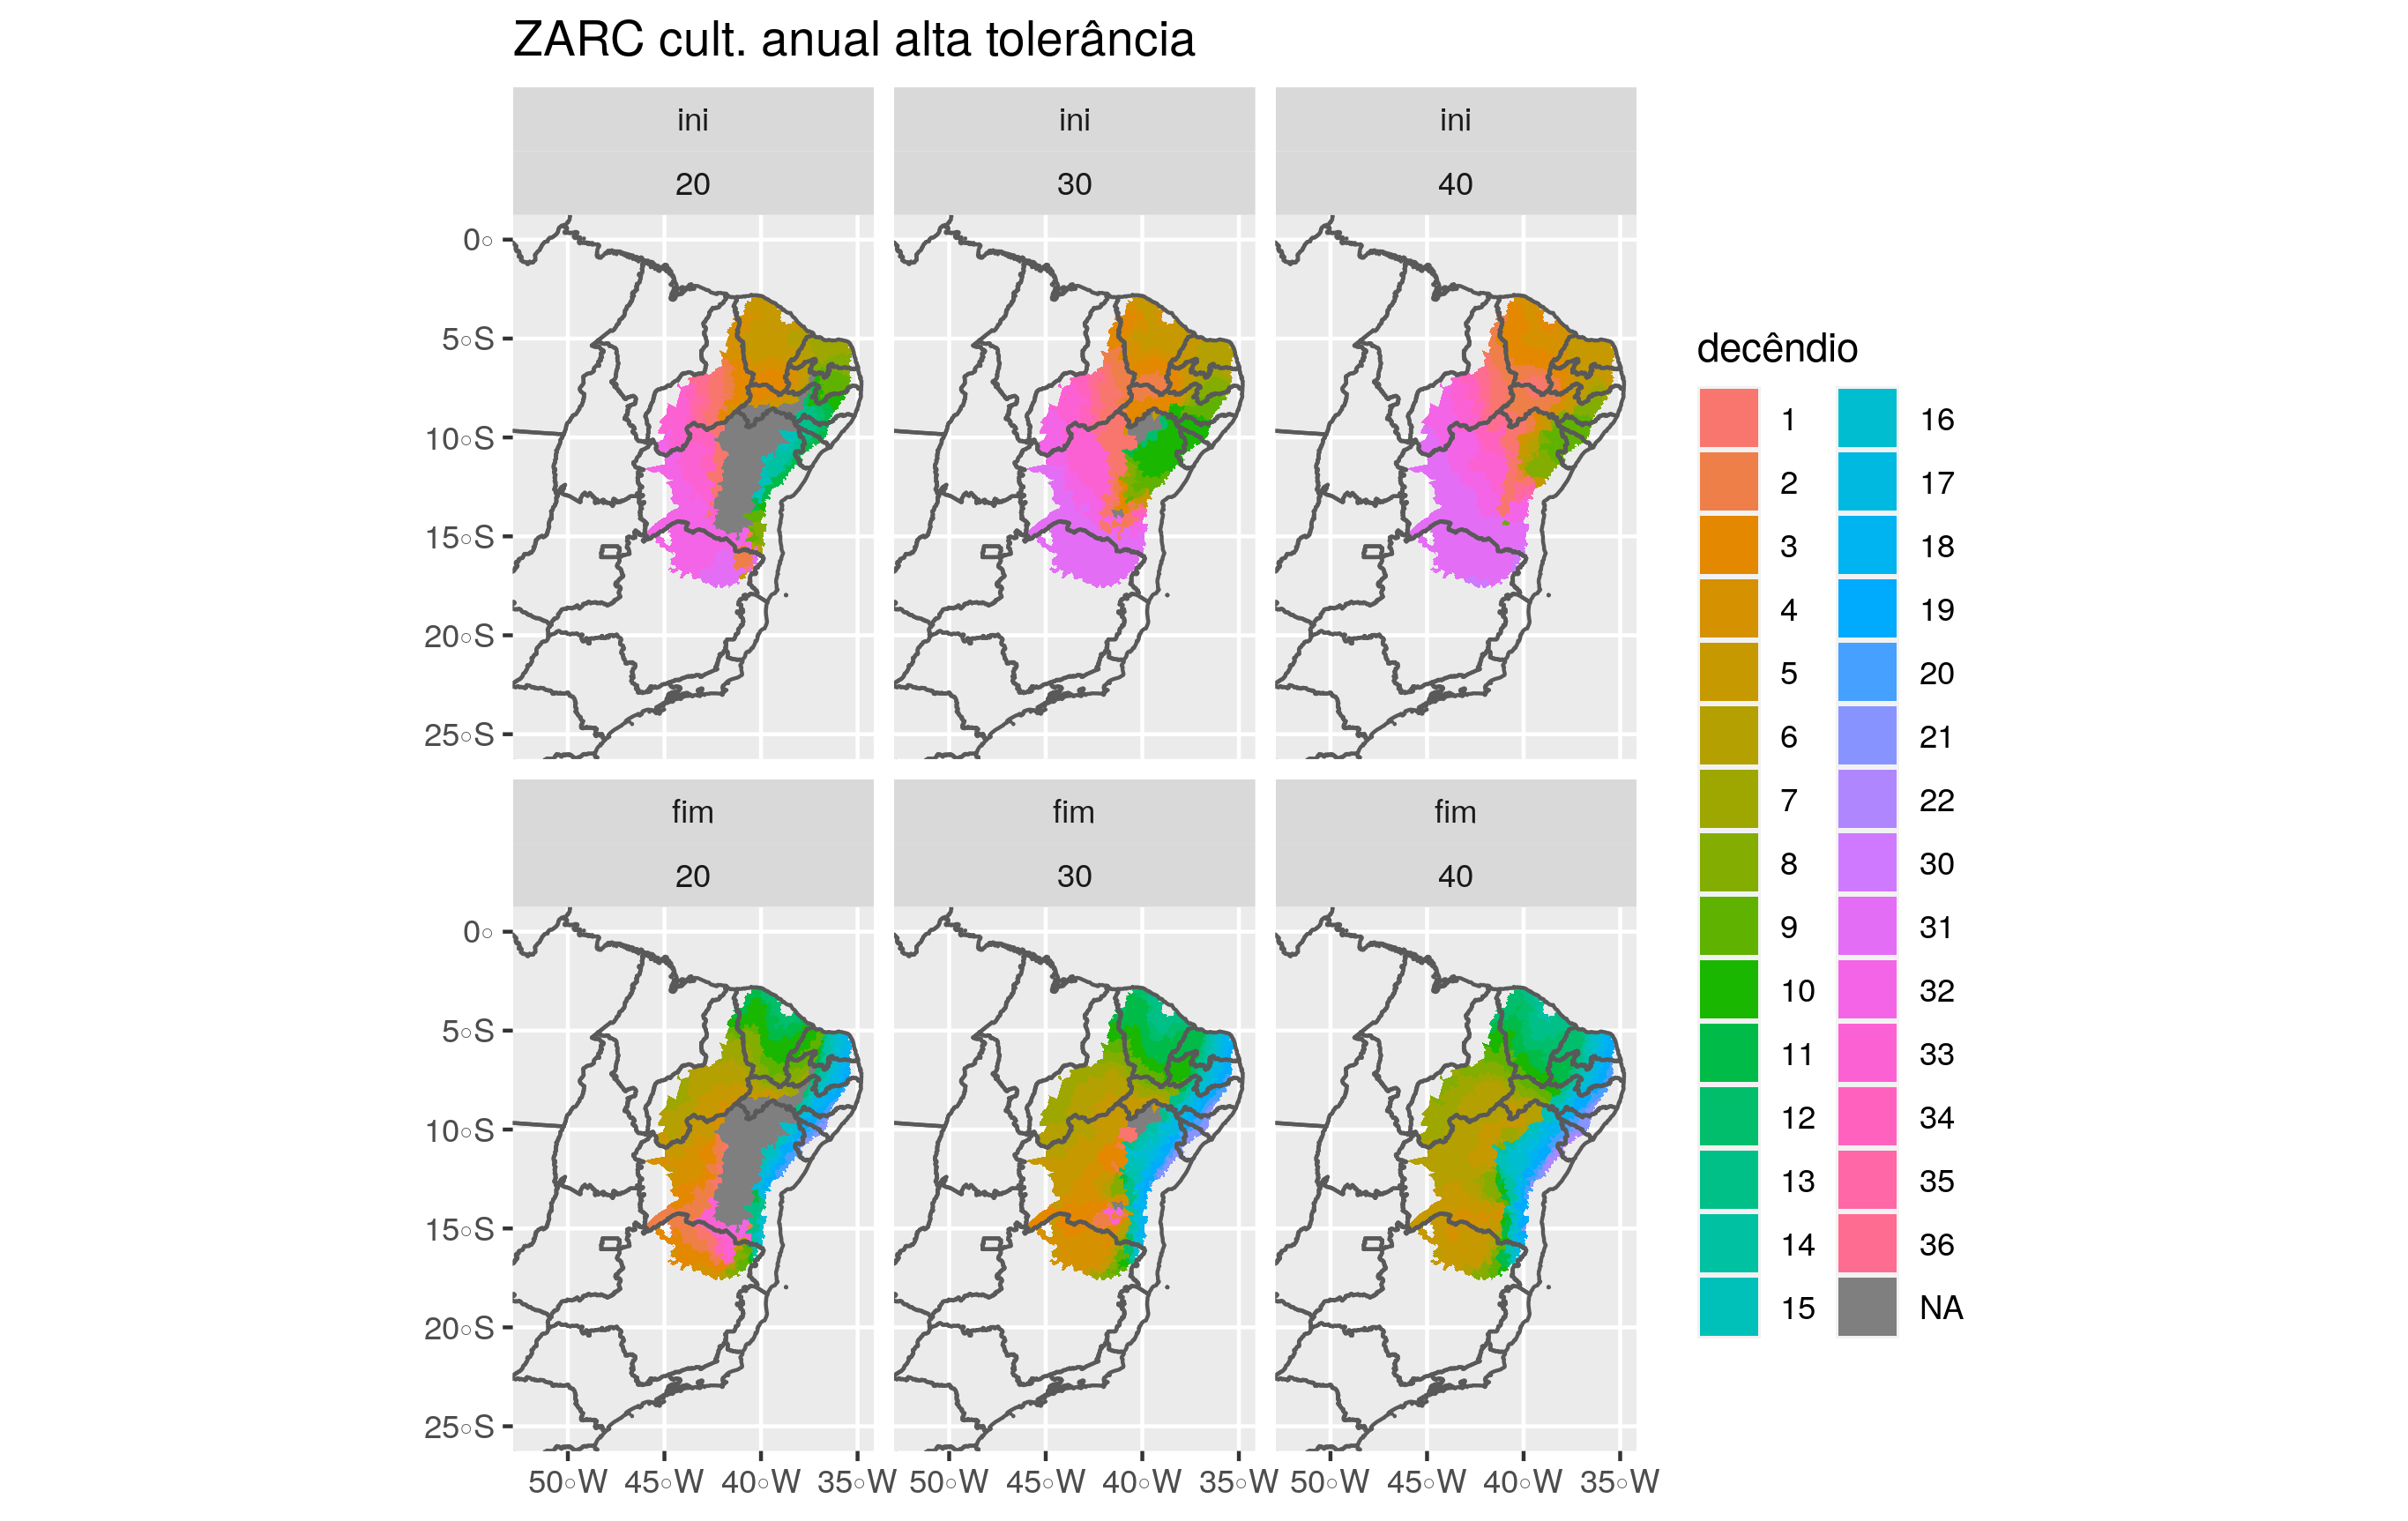 ZARC cult. anual alta tolerância
ini ini ini
20 30 40
0°
5°S
10°S
15°S
20°S
25°S
fim fim fim
20 30 40
0°
5°S
10°S
15°S
20°S
25°S
50°W 45°W 40°W 35°W 50°W 45°W 40°W 35°W 50°W 45°W 40°W 35°W
decêndio
1 16
2 17
3 18
4 19
5 20
6 21
7 22
8 30
9 31
10 32
11 33
12 34
13 35
14 36
15 NA